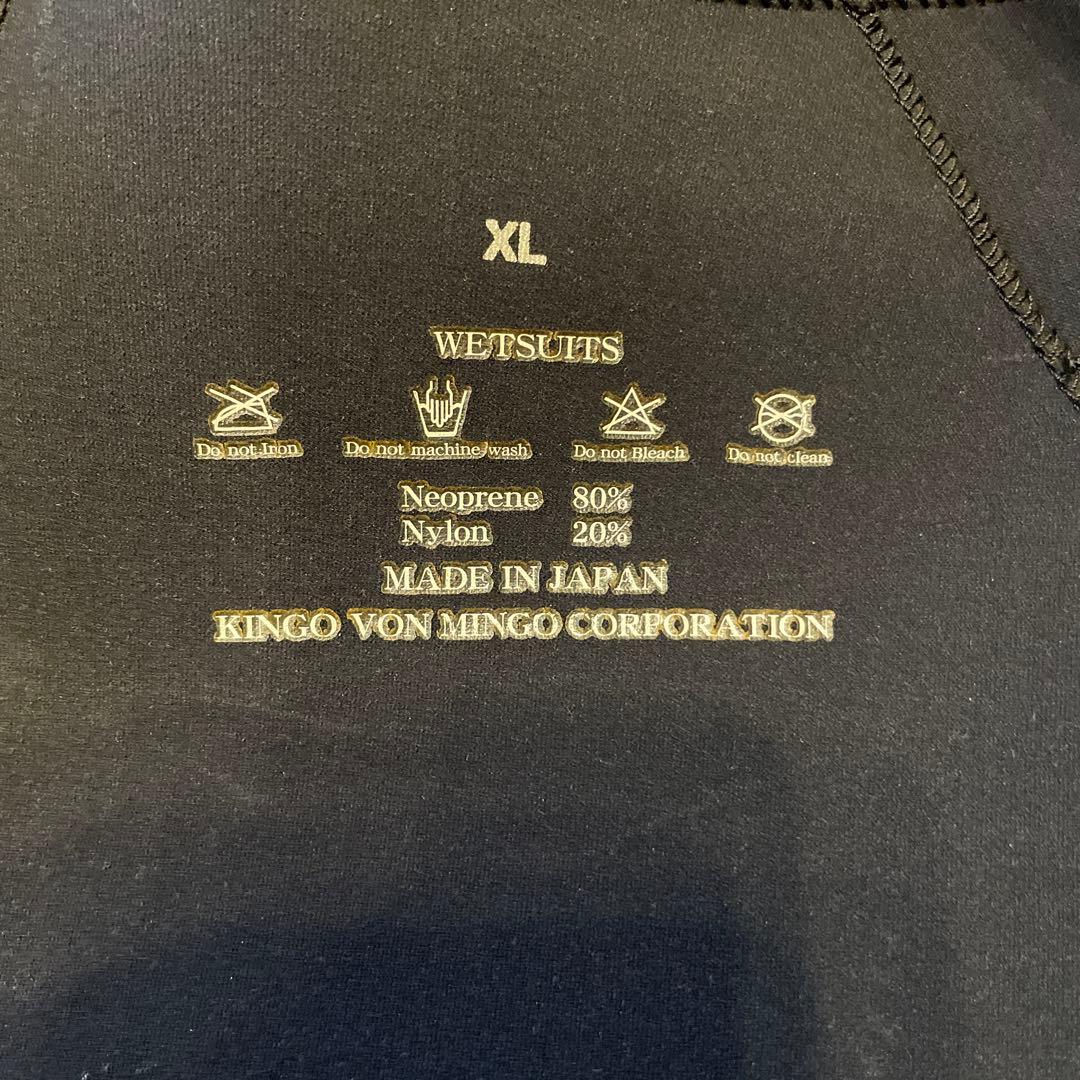 XL
WETSUITS
Do not Iron Do not machine wash Do not Bleach Do not clean
Neoprene 80%
Nylon 20%
MADE IN JAPAN
KINGO VON MINGO CORPORATION